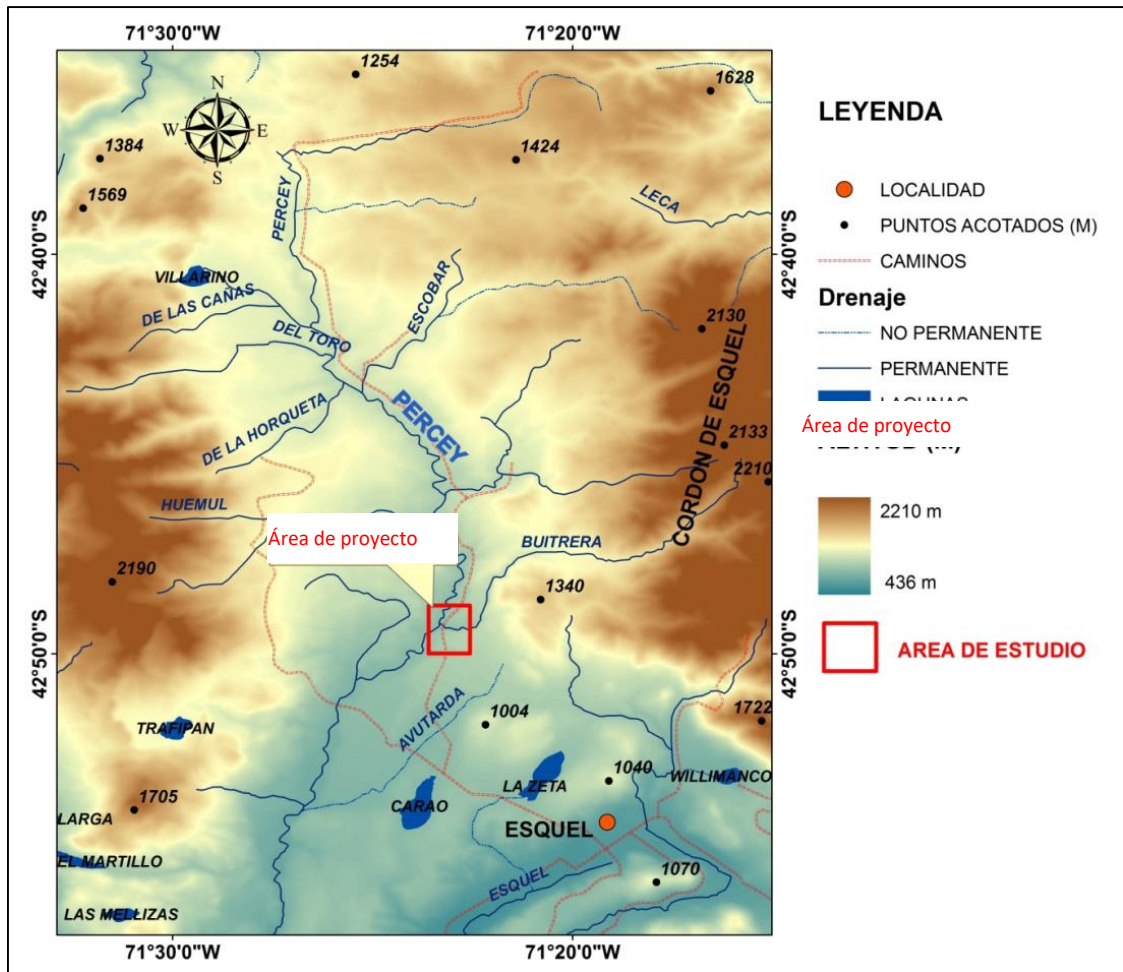 71°30'0"W
71°20'0"W
1254
1628
N
W
E
S
1384
1424
1569
PERCEY
LECA
42°40'0"S
42°40'0"S
VILLARINO
DE LAS CAÑAS
ESCOBAR
DEL TORO
2130
PERCEY
CORDON DE ESQUEL
DE LA HORQUETA
2133
2210
HUEMUL
Área de proyecto
BUITRERA
2190
1340
42°50'0"S
42°50'0"S
AVUTARDA
1004
1722
TRAFIPAN
LA ZETA
1040
WILLIMANCO
1705
CARAO
LARGA
ESQUEL
EL MARTILLO
ESQUEL
1070
LAS MELLIZAS
71°30'0"W
71°20'0"W
LEYENDA
LOCALIDAD
PUNTOS ACOTADOS (M)
CAMINOS
Drenaje
NO PERMANENTE
PERMANENTE
LAGUNAS
Área de proyecto
2210 m
436 m
AREA DE ESTUDIO